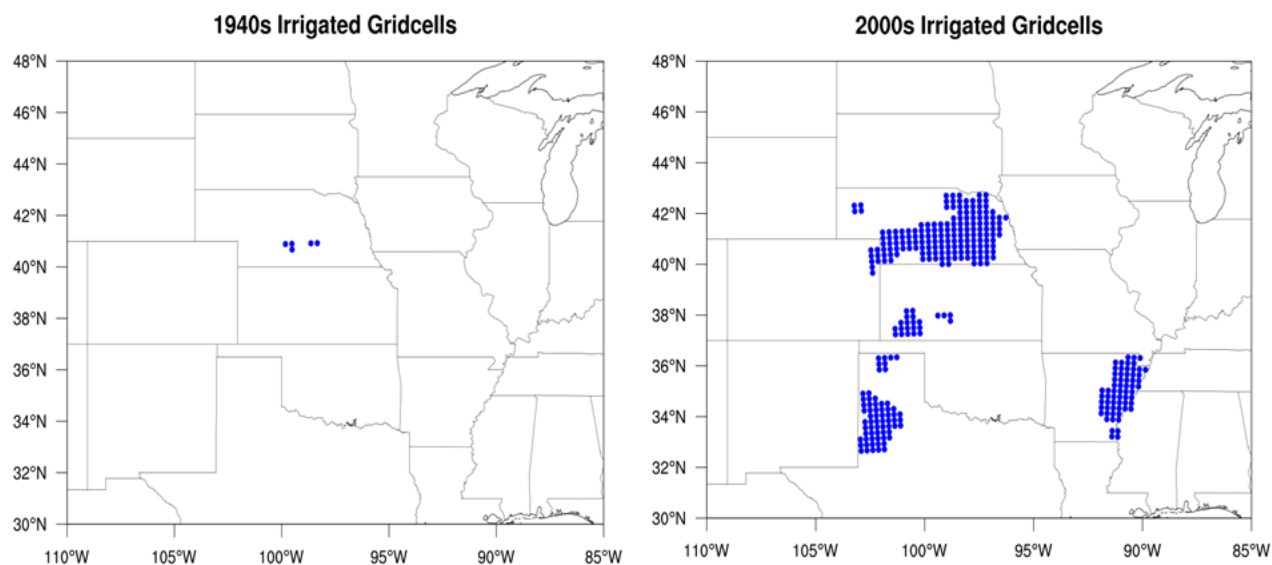 1940s Irrigated Gridcells
48°N
46°N
44°N
42°N
40°N
38°N
36°N
34°N
32°N
30°N
110°W 105°W 100°W 95°W 90°W 85°W
2000s Irrigated Gridcells
48°N
46°N
44°N
42°N
40°N
38°N
36°N
34°N
32°N
30°N
110°W 105°W 100°W 95°W 90°W 85°W